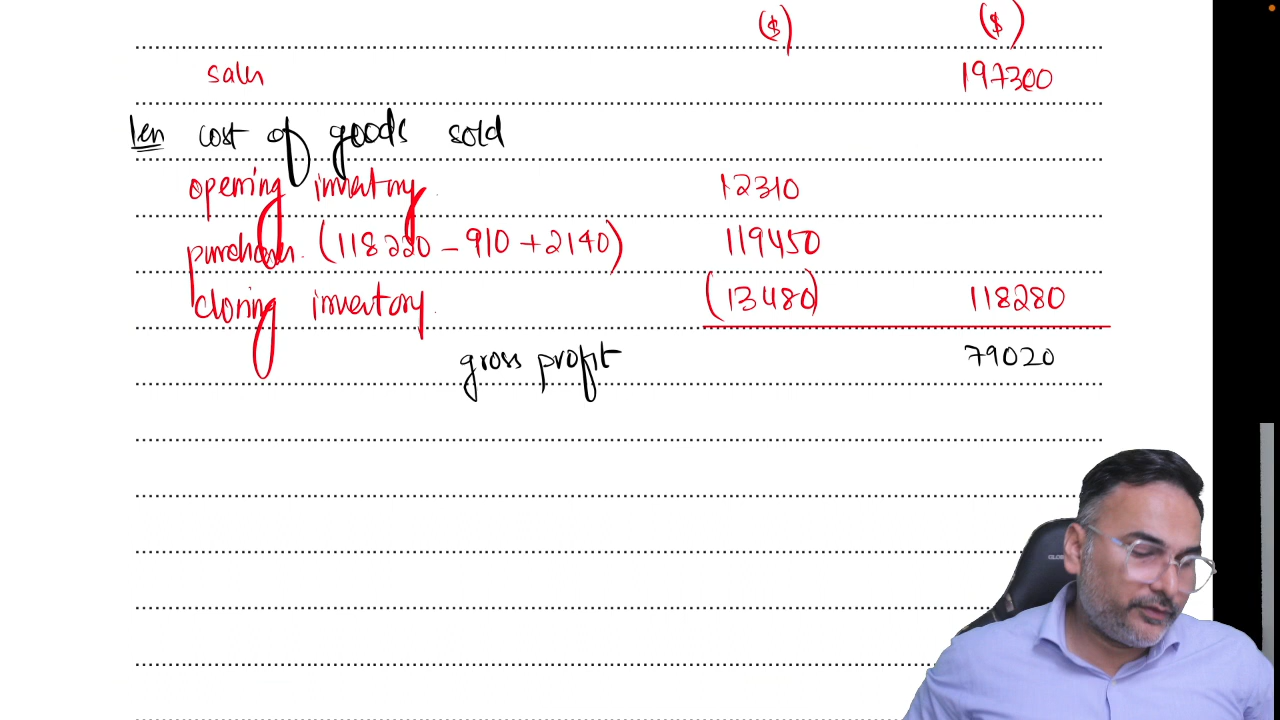 ($) ($)
sales 197300
Less cost of goods sold
opening inventory 12310
purchases (118220 - 910 + 2140) 119450
closing inventory (13480) 118280
gross profit 79020